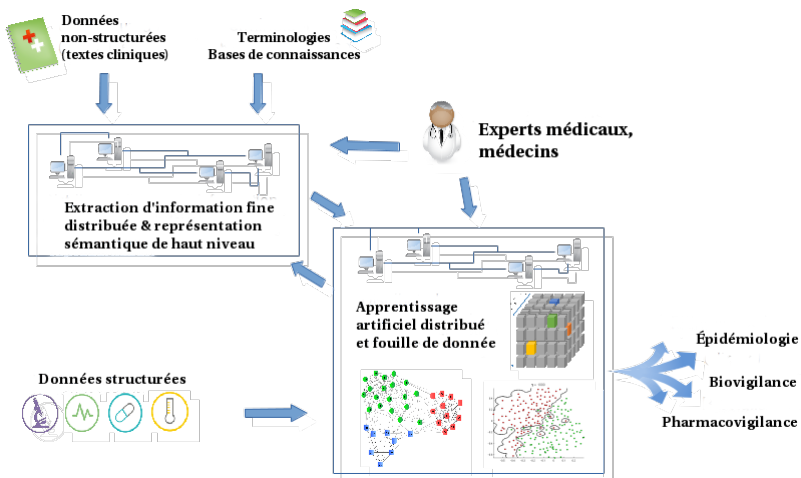 Données
non-structurées
(textes cliniques)
Terminologies
Bases de connaissances
Experts médicaux,
médecins
Extraction d'information fine
distribuée & représentation
sémantique de haut niveau
Apprentissage
artificiel distribué
et fouille de donnée
Données structurées
Épidémiologie
Biovigilance
Pharmacovigilance